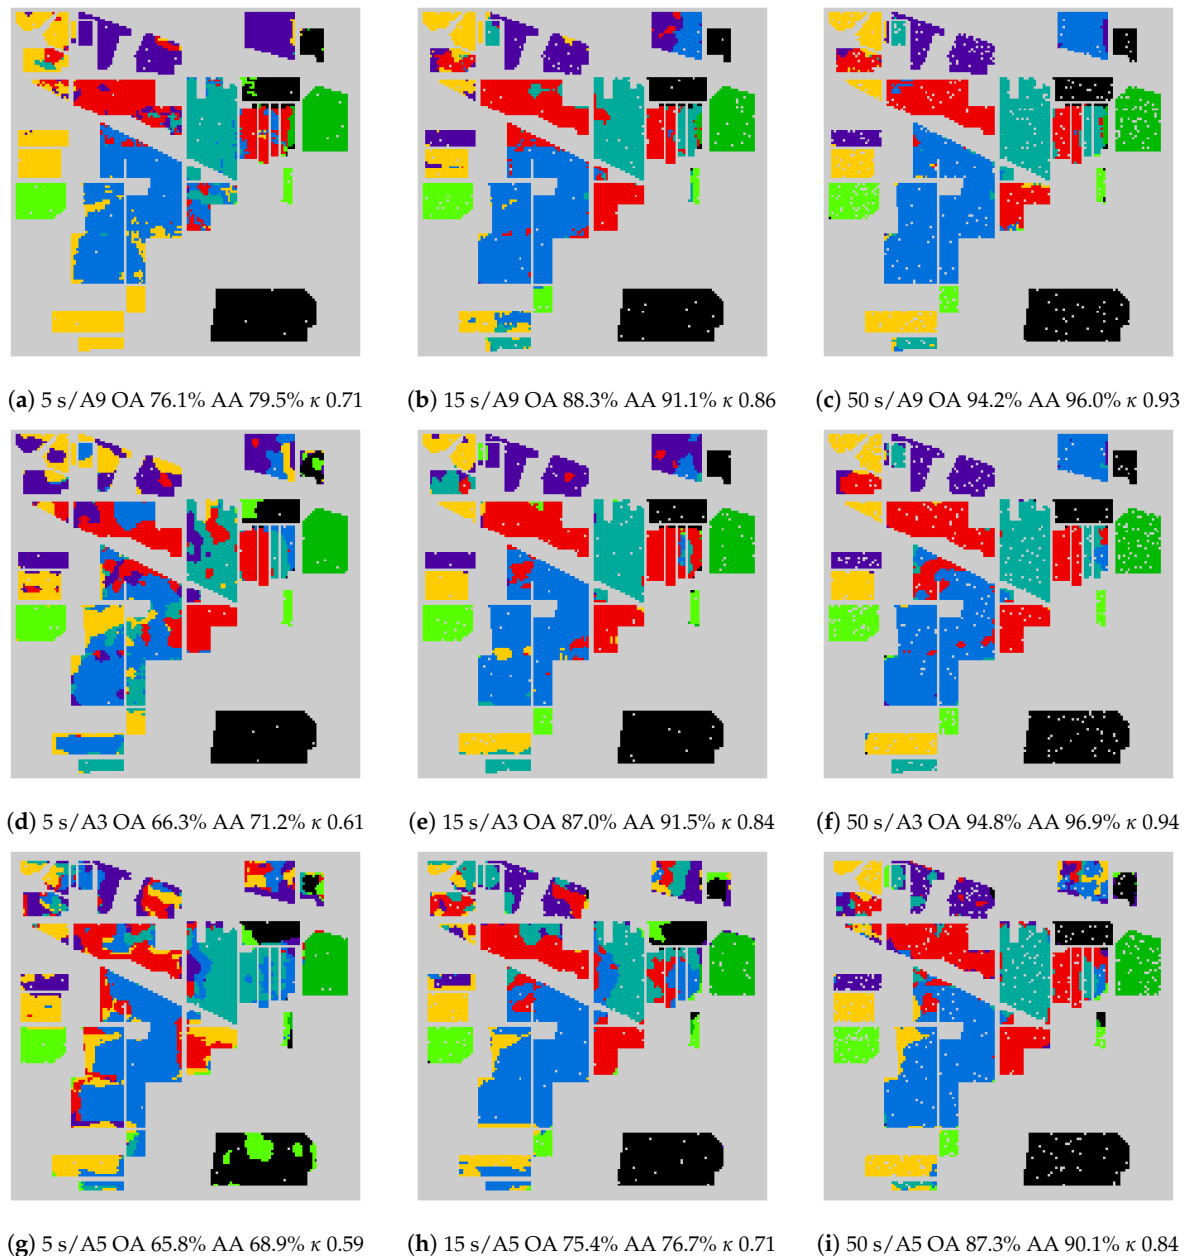 (a) 5 s/A9 OA 76.1% AA 79.5% κ 0.71
(b) 15 s/A9 OA 88.3% AA 91.1% κ 0.86
(c) 50 s/A9 OA 94.2% AA 96.0% κ 0.93
(d) 5 s/A3 OA 66.3% AA 71.2% κ 0.61
(e) 15 s/A3 OA 87.0% AA 91.5% κ 0.84
(f) 50 s/A3 OA 94.8% AA 96.9% κ 0.94
(g) 5 s/A5 OA 65.8% AA 68.9% κ 0.59
(h) 15 s/A5 OA 75.4% AA 76.7% κ 0.71
(i) 50 s/A5 OA 87.3% AA 90.1% κ 0.84